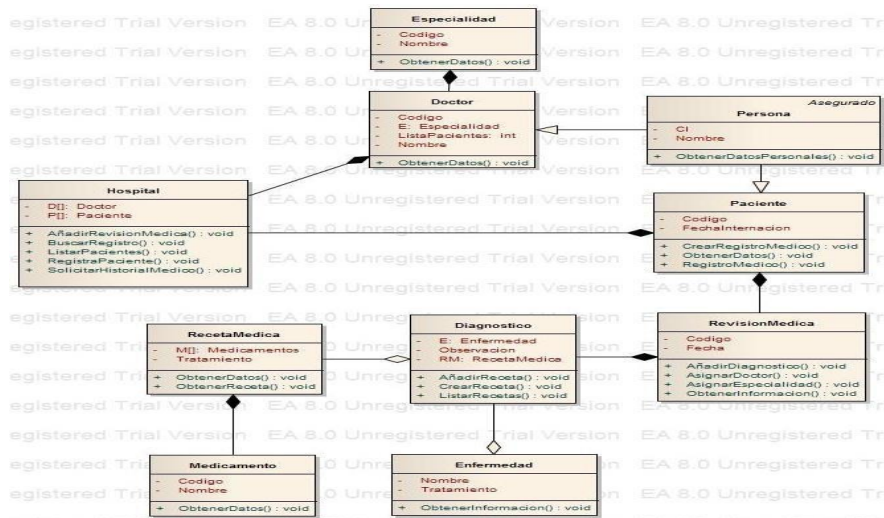 Especialidad
- Codigo
- Nombre
+ ObtenerDatos() : void
Doctor
- Codigo
- E: Especialidad
- ListaPacientes: int
- Nombre
+ ObtenerDatos() : void
Asegurado
Persona
- CI
- Nombre
+ ObtenerDatosPersonales() : void
Hospital
- D[]: Doctor
- P[]: Paciente
+ AñadirRevisionMedica() : void
+ BuscarRegistro() : void
+ ListarPacientes() : void
+ RegistraPaciente() : void
+ SolicitarHistorialMedico() : void
Paciente
- Codigo
- FechaInternacion
+ CrearRegistroMedico() : void
+ ObtenerDatos() : void
+ RegistroMedico() : void
RecetaMedica
- M[]: Medicamentos
- Tratamiento
+ ObtenerDatos() : void
+ ObtenerReceta() : void
Diagnostico
- E: Enfermedad
- Observacion
- RM: RecetaMedica
+ AñadirReceta() : void
+ CrearReceta() : void
+ ListarRecetas() : void
RevisionMedica
- Codigo
- Fecha
+ AñadirDiagnostico() : void
+ AsignarDoctor() : void
+ AsignarEspecialidad() : void
+ ObtenerInformacion() : void
Medicamento
- Codigo
- Nombre
+ ObtenerDatos() : void
Enfermedad
- Nombre
- Tratamiento
+ ObtenerInformacion() : void
EA 8.0 Unregistered Trial Version